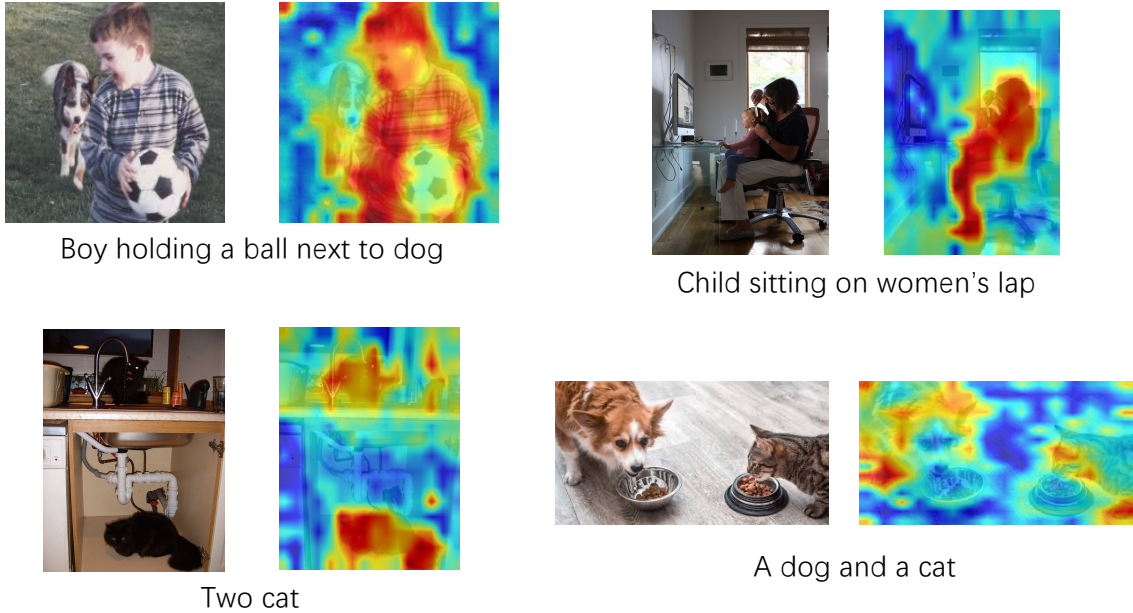 Boy holding a ball next to dog
Child sitting on women's lap
Two cat
A dog and a cat